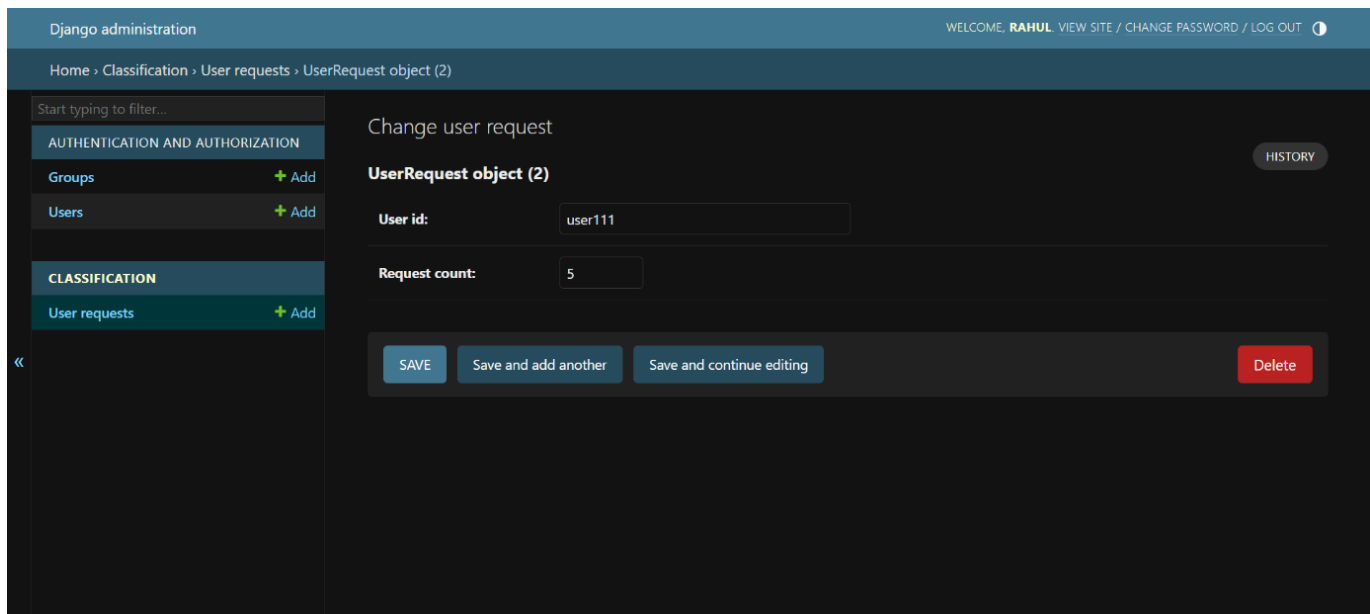 Django administration
WELCOME, RAHUL. VIEW SITE / CHANGE PASSWORD / LOG OUT
Home › Classification › User requests › UserRequest object (2)
Start typing to filter...
AUTHENTICATION AND AUTHORIZATION
Groups + Add
Users + Add
CLASSIFICATION
User requests + Add
«
Change user request
HISTORY
UserRequest object (2)
User id: user111
Request count: 5
SAVE Save and add another Save and continue editing Delete